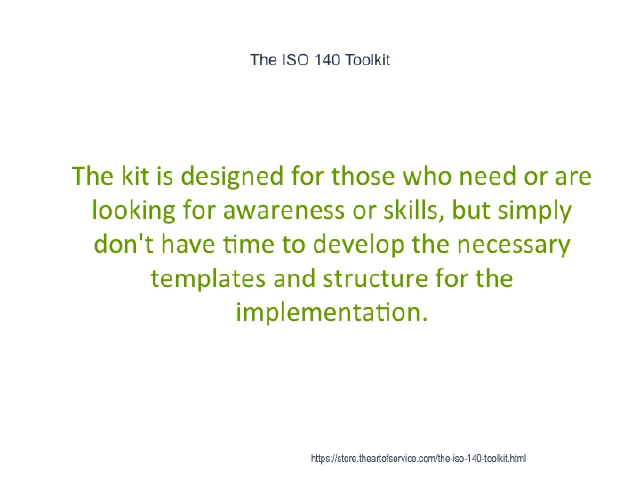 The ISO 140 Toolkit
The kit is designed for those who need or are
looking for awareness or skills, but simply
don't have time to develop the necessary
templates and structure for the
implementation.
https://store.theartofservice.com/the-iso-140-toolkit.html